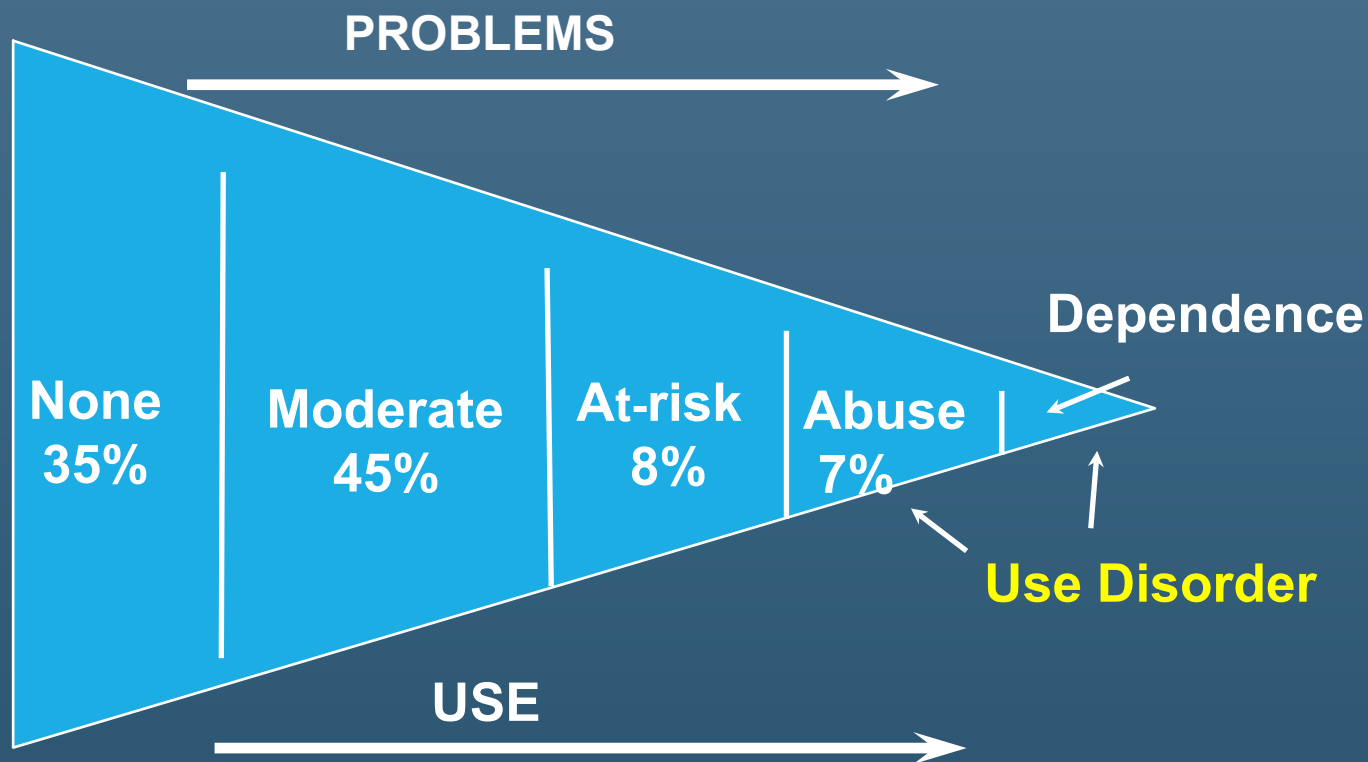 PROBLEMS
Dependence
None
35%
Moderate
45%
At-risk
8%
Abuse
7%
Use Disorder
USE